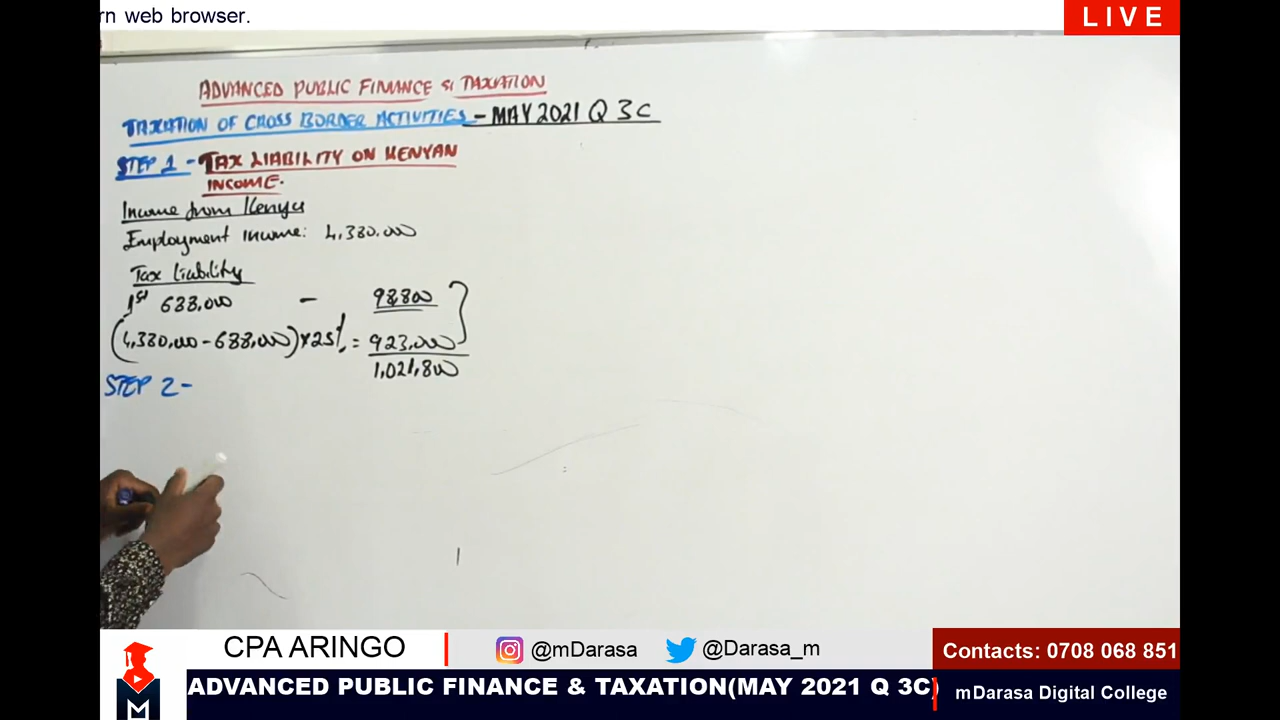 rn web browser.
LIVE
ADVANCED PUBLIC FINANCE & TAXATION
TAXATION OF CROSS BORDER ACTIVITIES - MAY 2021 Q 3C
STEP 1 - TAX LIABILITY ON KENYAN
INCOME.
Income from Kenya
Employment income: 4,380,000
Tax liability
1st 688,000 - 98,800
(4,380,000 - 688,000) x 25% = 923,000
1,021,800
STEP 2 -
CPA ARINGO
@mDarasa
@Darasa_m
Contacts: 0708 068 851
M
ADVANCED PUBLIC FINANCE & TAXATION(MAY 2021 Q 3C)
mDarasa Digital College